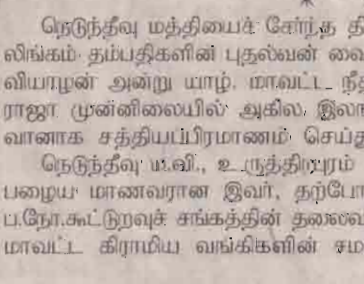 நெடுந்தீவு மத்தியைச் சேர்ந்த தி
லிங்கம் தம்பதிகளின் புதல்வன் வை
வியாழன் அன்று யாழ். மாவட்ட நீத
ராஜா முன்னிலையில் அகில இலங
வானாக சத்தியப்பிரமாணம் செய்த
நெடுந்தீவு ம.வி., உருத்திரபுரம்
பழைய மாணவரான இவர், தற்போ
ப.நோ.கூட்டுறவுச் சங்கத்தின் தலைவ
மாவட்ட கிராமிய வங்கிகளின் சம